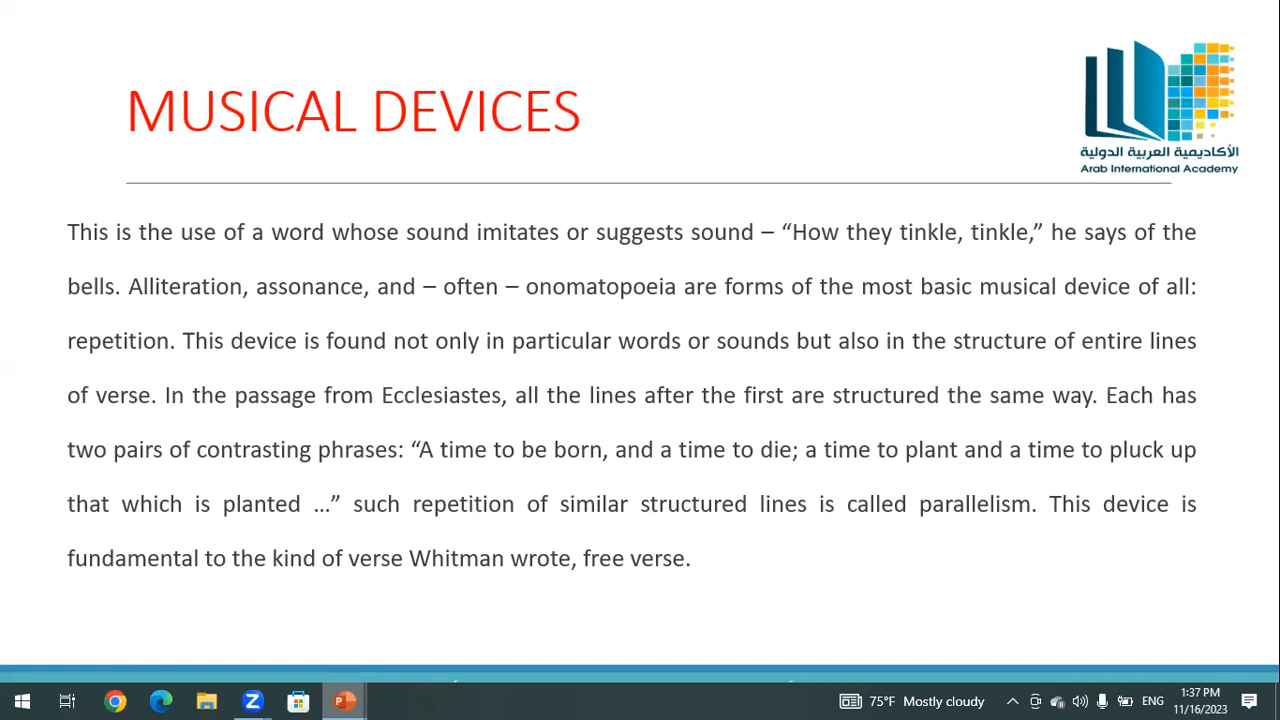 MUSICAL DEVICES
الأكاديمية العربية الدولية
Arab International Academy
This is the use of a word whose sound imitates or suggests sound – “How they tinkle, tinkle,” he says of the
bells. Alliteration, assonance, and – often – onomatopoeia are forms of the most basic musical device of all:
repetition. This device is found not only in particular words or sounds but also in the structure of entire lines
of verse. In the passage from Ecclesiastes, all the lines after the first are structured the same way. Each has
two pairs of contrasting phrases: “A time to be born, and a time to die; a time to plant and a time to pluck up
that which is planted …” such repetition of similar structured lines is called parallelism. This device is
fundamental to the kind of verse Whitman wrote, free verse.
75°F Mostly cloudy
ENG
1:37 PM
11/16/2023